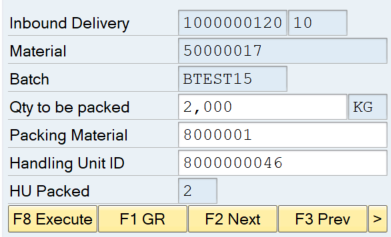 Inbound Delivery 1000000120 10
Material 50000017
Batch BTEST15
Qty to be packed 2,000 KG
Packing Material 8000001
Handling Unit ID 8000000046
HU Packed 2
F8 Execute F1 GR F2 Next F3 Prev >